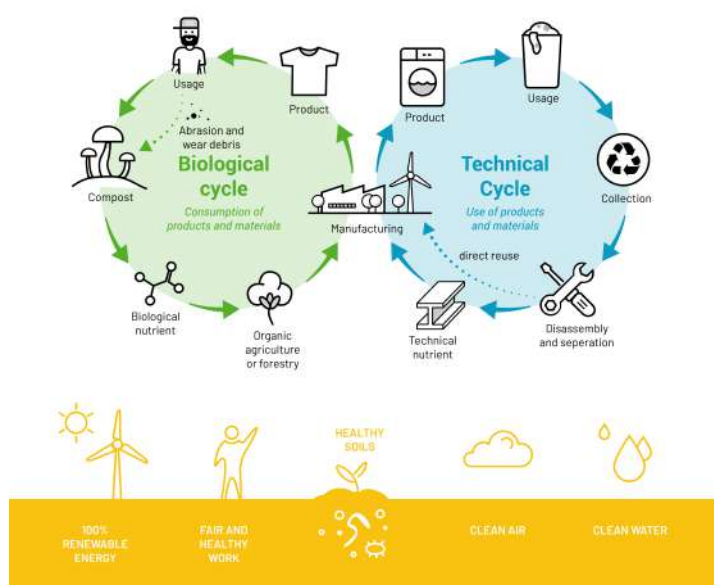 Usage
Product
Abrasion and
wear debris
Biological
cycle
Consumption of
products and materials
Compost
Biological
nutrient
Organic
agriculture
or forestry
Manufacturing
Product
Usage
Technical
Cycle
Use of products
and materials
Collection
direct reuse
Technical
nutrient
Disassembly
and seperation
100%
RENEWABLE
ENERGY
FAIR AND
HEALTHY
WORK
HEALTHY
SOILS
CLEAN AIR
CLEAN WATER